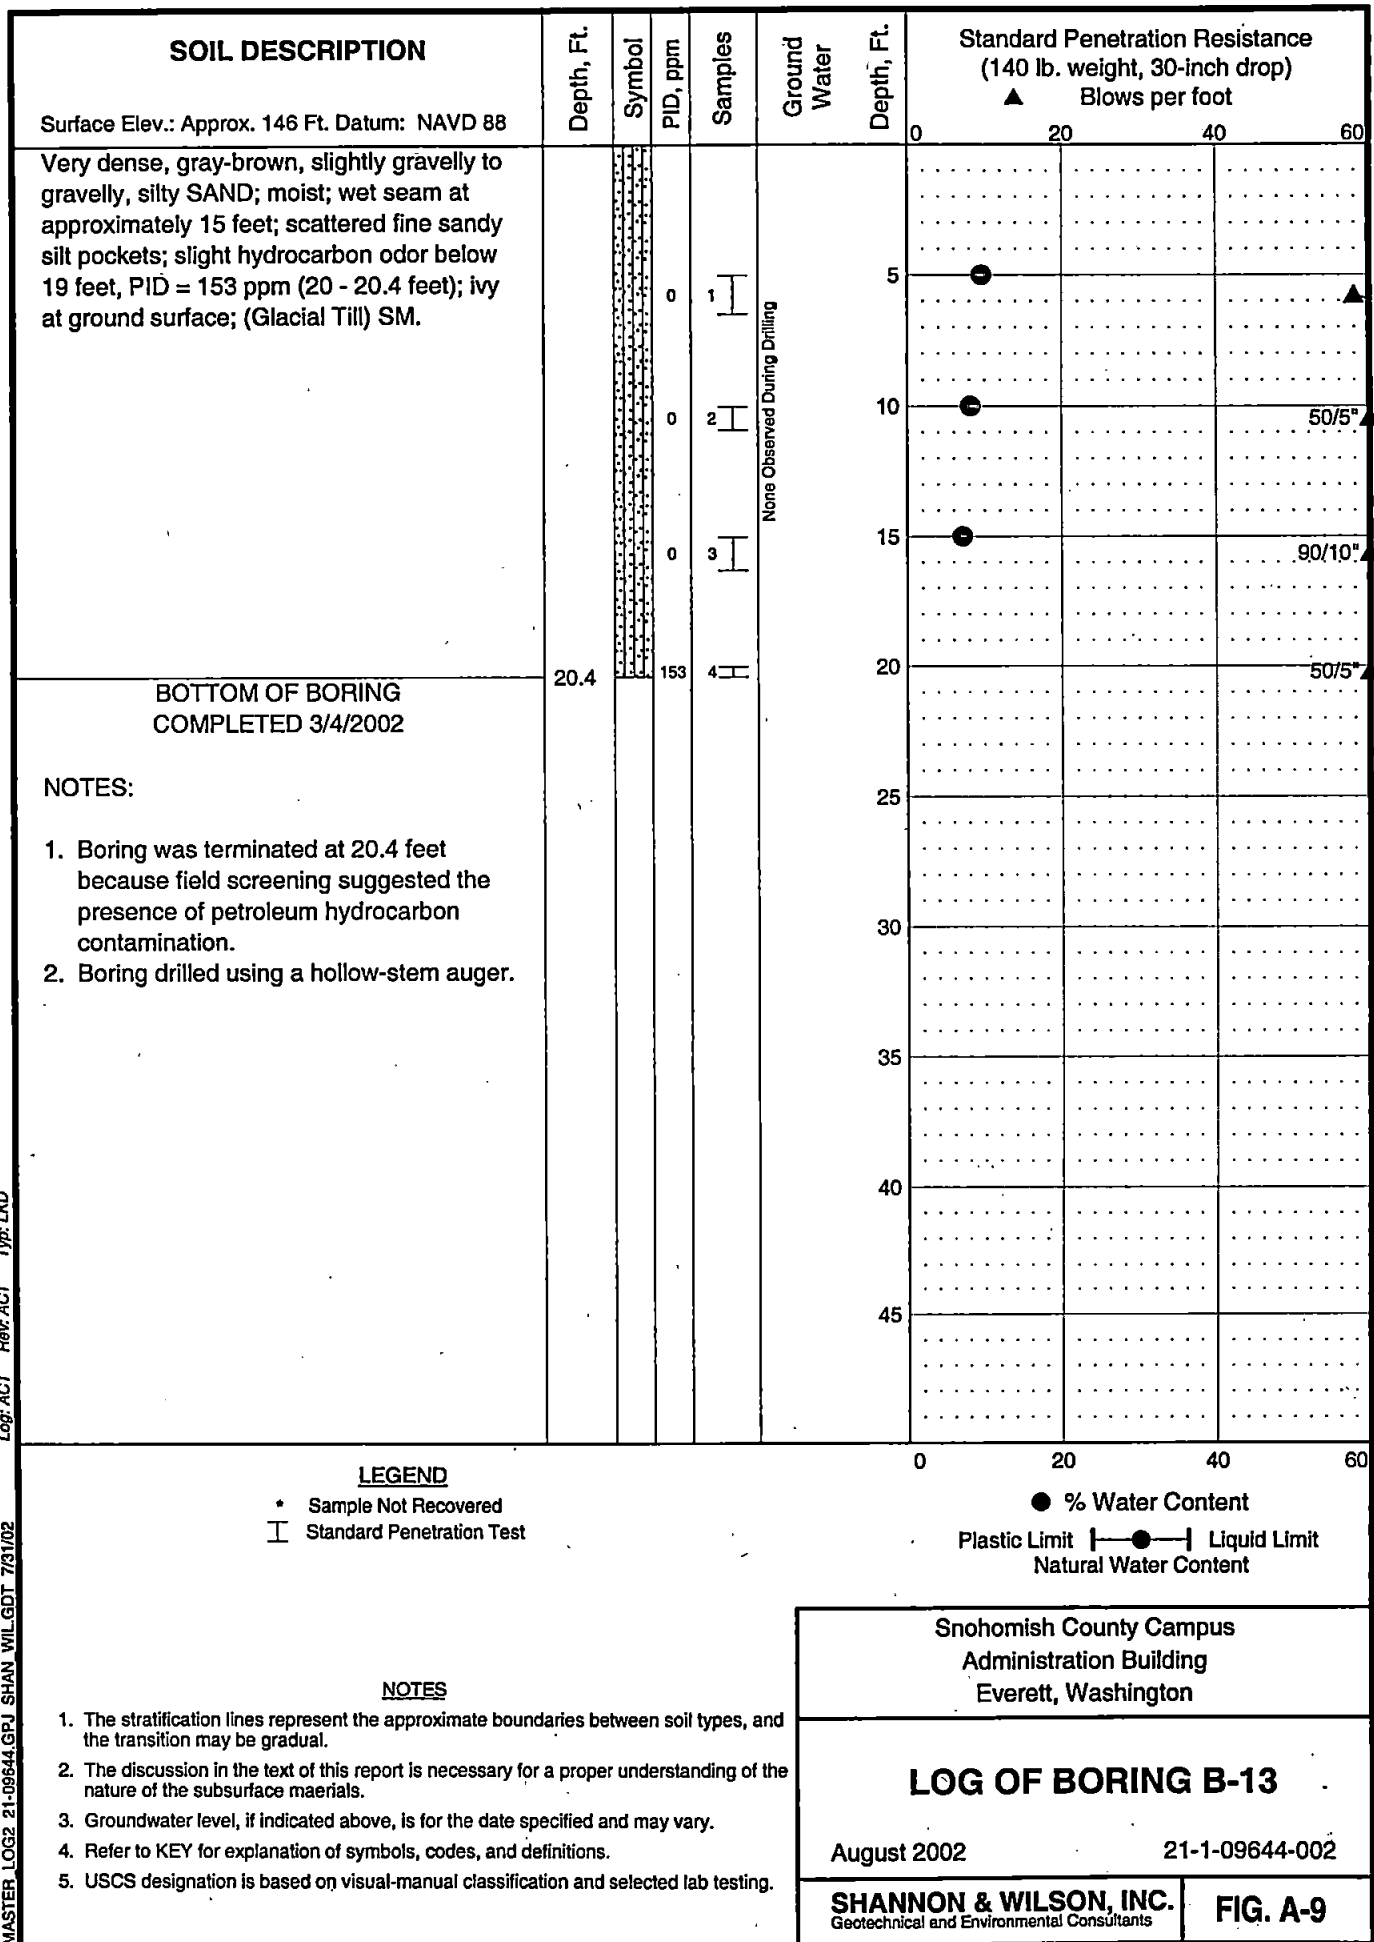 SOIL DESCRIPTION
Surface Elev.: Approx. 146 Ft. Datum: NAVD 88
Depth, Ft.
Symbol
PID, ppm
Samples
Ground
Water
Depth, Ft.
Standard Penetration Resistance
(140 lb. weight, 30-inch drop)
▲ Blows per foot
0 20 40 60
Very dense, gray-brown, slightly gravelly to
gravelly, silty SAND; moist; wet seam at
approximately 15 feet; scattered fine sandy
silt pockets; slight hydrocarbon odor below
19 feet, PID = 153 ppm (20 - 20.4 feet); ivy
at ground surface; (Glacial Till) SM.
0 1
0 2
0 3
20.4 153 4
None Observed During Drilling
5
10
50/5"
15
90/10"
20
50/5"
25
30
35
40
45
BOTTOM OF BORING
COMPLETED 3/4/2002
NOTES:
1. Boring was terminated at 20.4 feet
because field screening suggested the
presence of petroleum hydrocarbon
contamination.
2. Boring drilled using a hollow-stem auger.
0 20 40 60
LEGEND
* Sample Not Recovered
Standard Penetration Test
● % Water Content
Plastic Limit Liquid Limit
Natural Water Content
NOTES
1. The stratification lines represent the approximate boundaries between soil types, and
the transition may be gradual.
2. The discussion in the text of this report is necessary for a proper understanding of the
nature of the subsurface maerials.
3. Groundwater level, if indicated above, is for the date specified and may vary.
4. Refer to KEY for explanation of symbols, codes, and definitions.
5. USCS designation is based on visual-manual classification and selected lab testing.
Snohomish County Campus
Administration Building
Everett, Washington
LOG OF BORING B-13
August 2002 21-1-09644-002
SHANNON & WILSON, INC.
Geotechnical and Environmental Consultants
FIG. A-9
MASTER_LOG2 21-09644.GPJ SHAN_WIL.GDT 7/31/02 Log: ACT Rev: ACT Typ: LKD